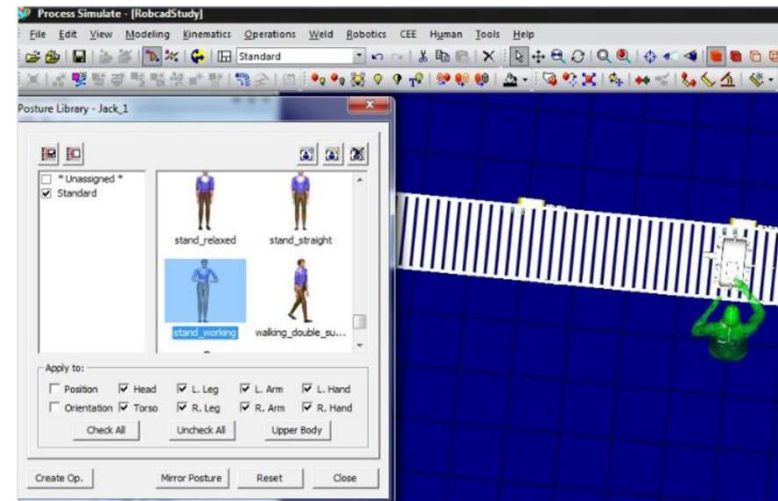 Process Simulate - [RobcadStudy]
File Edit View Modeling Kinematics Operations Weld Robotics CEE Human Tools Help
Standard
Posture Library - Jack_1
* Unassigned *
Standard
stand_relaxed stand_straight
stand_working walking_double_su...
Apply to:
Position Head L. Leg L. Arm L. Hand
Orientation Torso R. Leg R. Arm R. Hand
Check All Uncheck All Upper Body
Create Op. Mirror Posture Reset Close